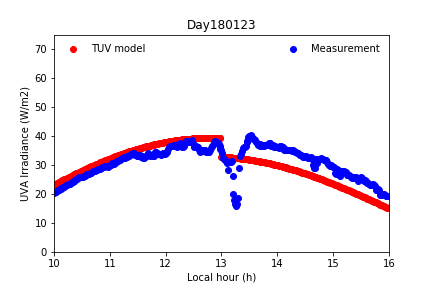 Day180123
TUV model
Measurement
UVA Irradiance (W/m2)
70
60
50
40
30
20
10
0
10 11 12 13 14 15 16
Local hour (h)